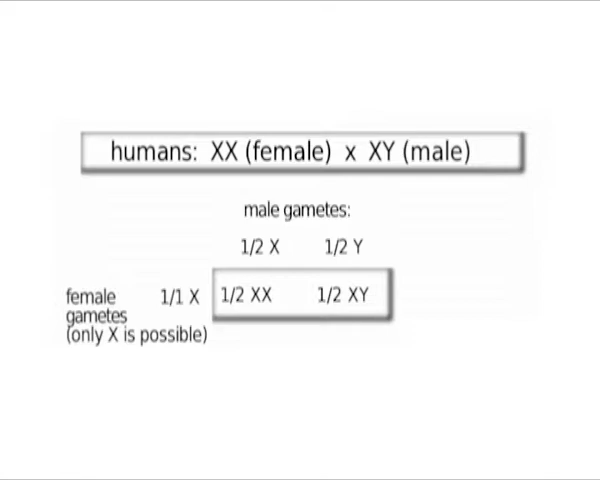 humans: XX (female) x XY (male)
male gametes:
1/2 X 1/2 Y
female 1/1 X 1/2 XX 1/2 XY
gametes
(only X is possible)